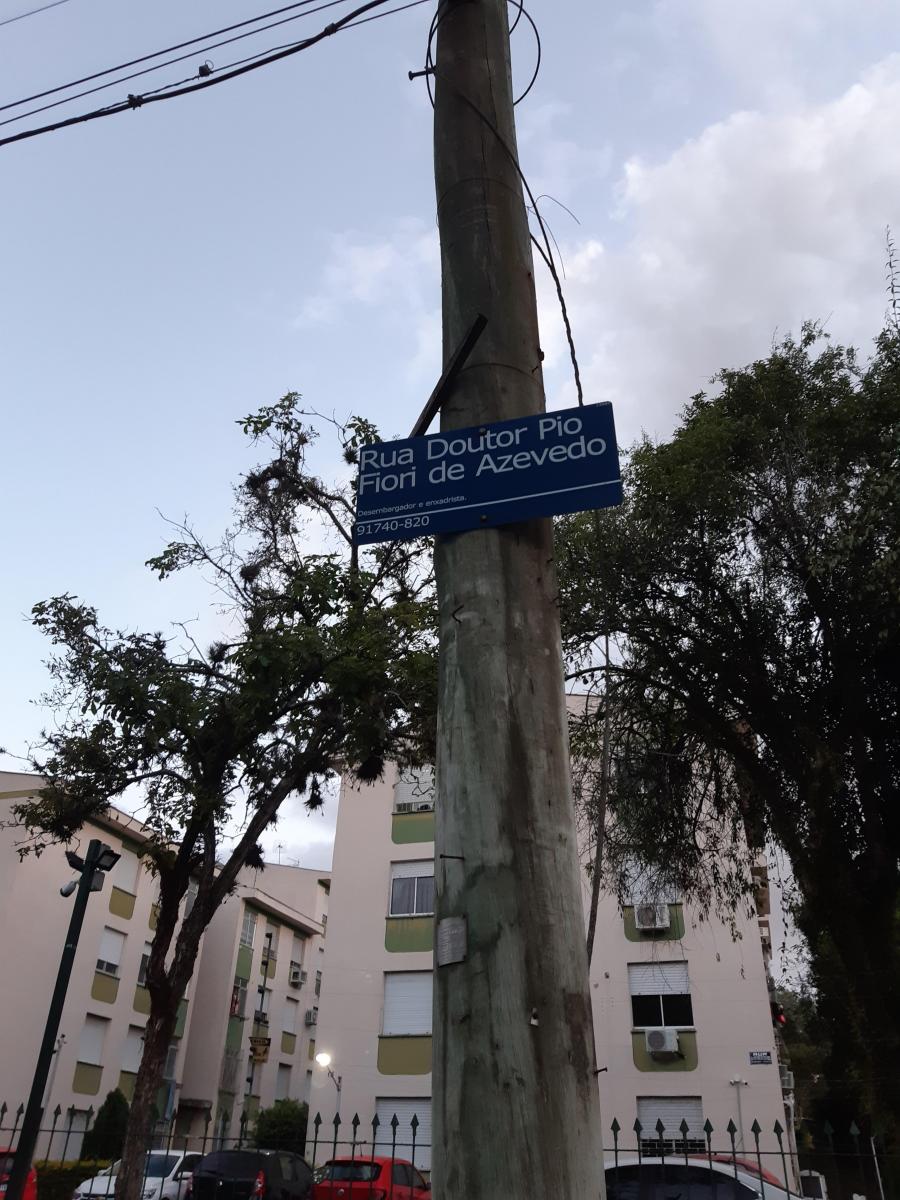 Rua Doutor Pio
Fiori de Azevedo
Desembargador e enxadrista.
91740-820